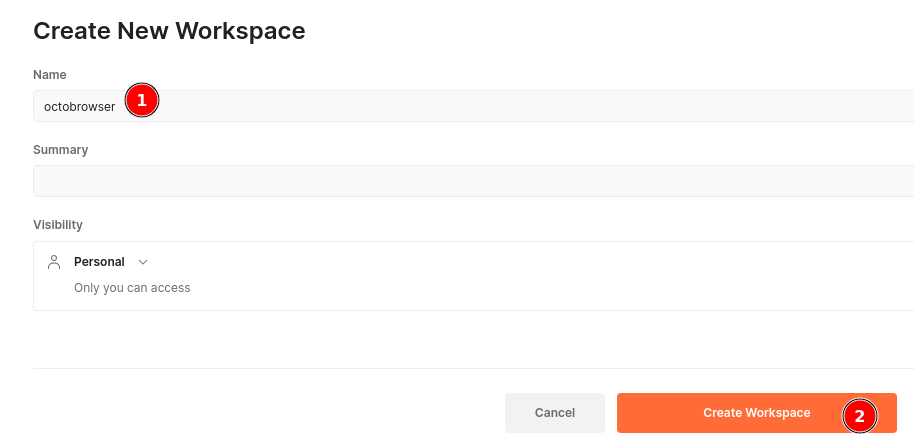 Create New Workspace
Name
octobrowser 1
Summary
Visibility
Personal
Only you can access
Cancel Create Workspace 2